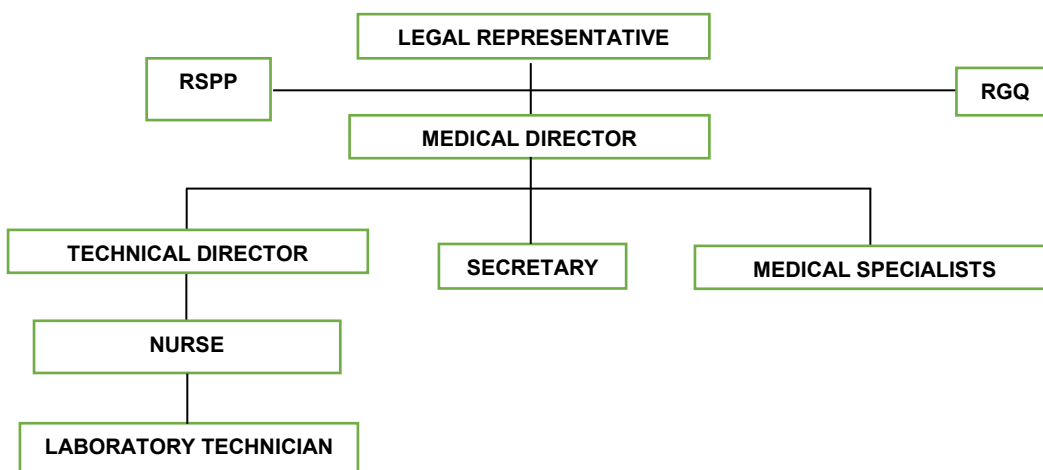 LEGAL REPRESENTATIVE
RSPP
RGQ
MEDICAL DIRECTOR
TECHNICAL DIRECTOR
SECRETARY
MEDICAL SPECIALISTS
NURSE
LABORATORY TECHNICIAN